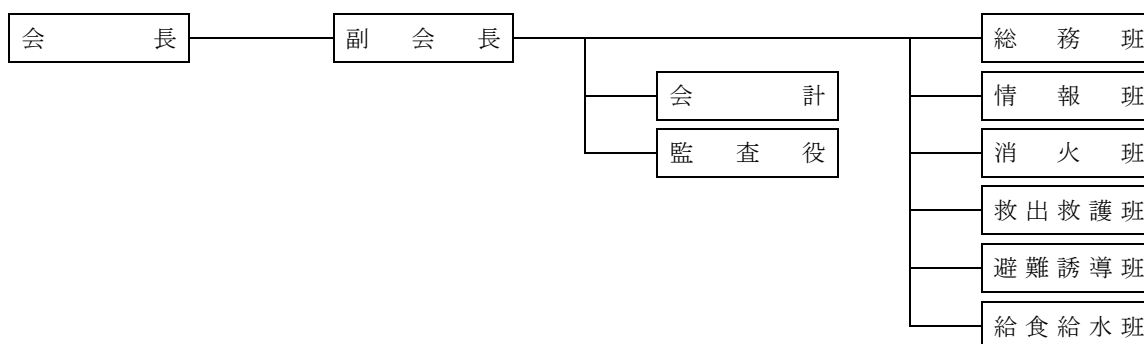 会長 副会長 総務班
会計 情報班
監査役 消火班
救出救護班
避難誘導班
給食給水班